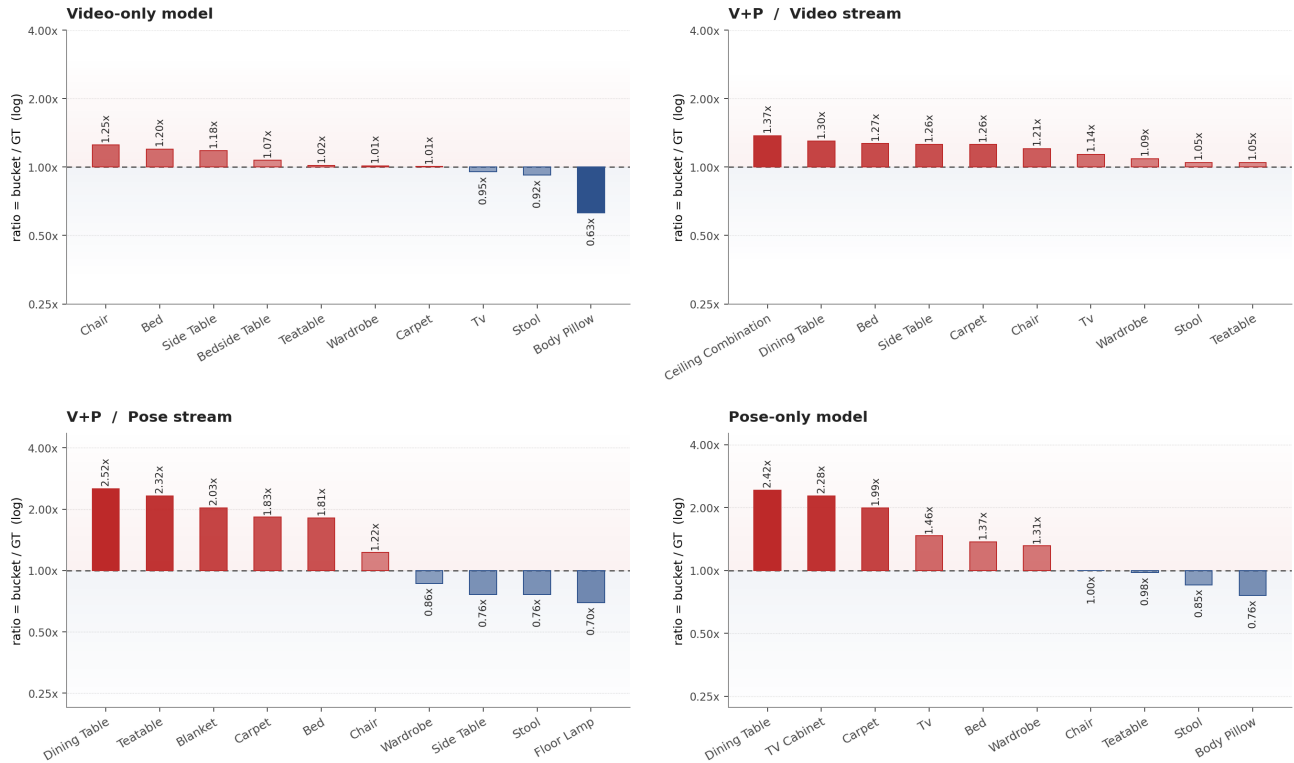 Video-only model
ratio = bucket / GT (log)
4.00x
2.00x
1.00x
0.50x
0.25x
1.25x
1.20x
1.18x
1.07x
1.02x
1.01x
1.01x
0.95x
0.92x
0.63x
Chair
Bed
Side Table
Bedside Table
Teatable
Wardrobe
Carpet
Tv
Stool
Body Pillow
V+P / Video stream
ratio = bucket / GT (log)
4.00x
2.00x
1.00x
0.50x
0.25x
1.37x
1.30x
1.27x
1.26x
1.26x
1.21x
1.14x
1.09x
1.05x
1.05x
Ceiling Combination
Dining Table
Bed
Side Table
Carpet
Chair
Tv
Wardrobe
Stool
Teatable
V+P / Pose stream
ratio = bucket / GT (log)
4.00x
2.00x
1.00x
0.50x
0.25x
2.52x
2.32x
2.03x
1.83x
1.81x
1.22x
0.86x
0.76x
0.76x
0.70x
Dining Table
Teatable
Blanket
Carpet
Bed
Chair
Wardrobe
Side Table
Stool
Floor Lamp
Pose-only model
ratio = bucket / GT (log)
4.00x
2.00x
1.00x
0.50x
0.25x
2.42x
2.28x
1.99x
1.46x
1.37x
1.31x
1.00x
0.98x
0.85x
0.76x
Dining Table
TV Cabinet
Carpet
Tv
Bed
Wardrobe
Chair
Teatable
Stool
Body Pillow